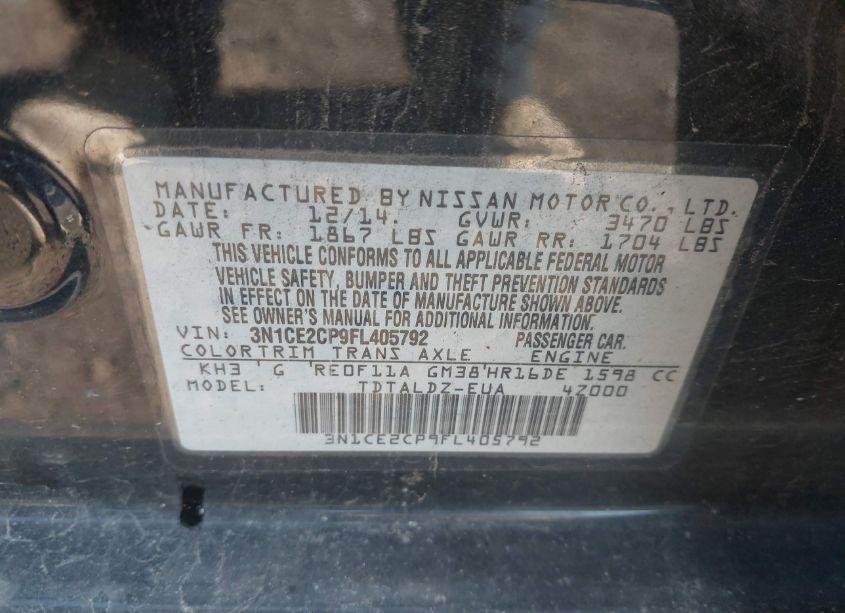 MANUFACTURED BY NISSAN MOTOR CO., LTD.
DATE: 12/14. GVWR: 3470 LBS
GAWR FR: 1867 LBS GAWR RR: 1704 LBS
THIS VEHICLE CONFORMS TO ALL APPLICABLE FEDERAL MOTOR
VEHICLE SAFETY, BUMPER AND THEFT PREVENTION STANDARDS
IN EFFECT ON THE DATE OF MANUFACTURE SHOWN ABOVE.
SEE OWNER'S MANUAL FOR ADDITIONAL INFORMATION.
VIN: 3N1CE2CP9FL405792 PASSENGER CAR.
COLOR TRIM TRANS AXLE ENGINE
KH3 G RE0F11A GM38 HR16DE 1598 CC
MODEL: TDTALDZ-EUA 4Z000
3N1CE2CP9FL405792